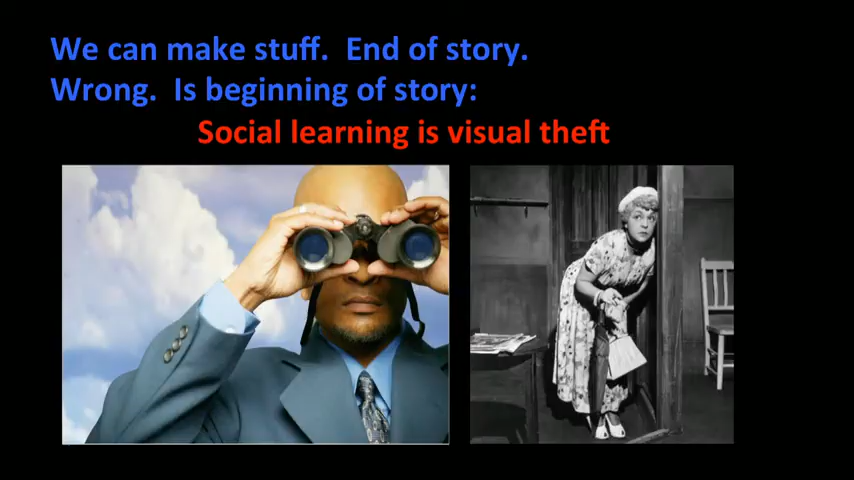 We can make stuff.  End of story.
Wrong.  Is beginning of story:
Social learning is visual theft